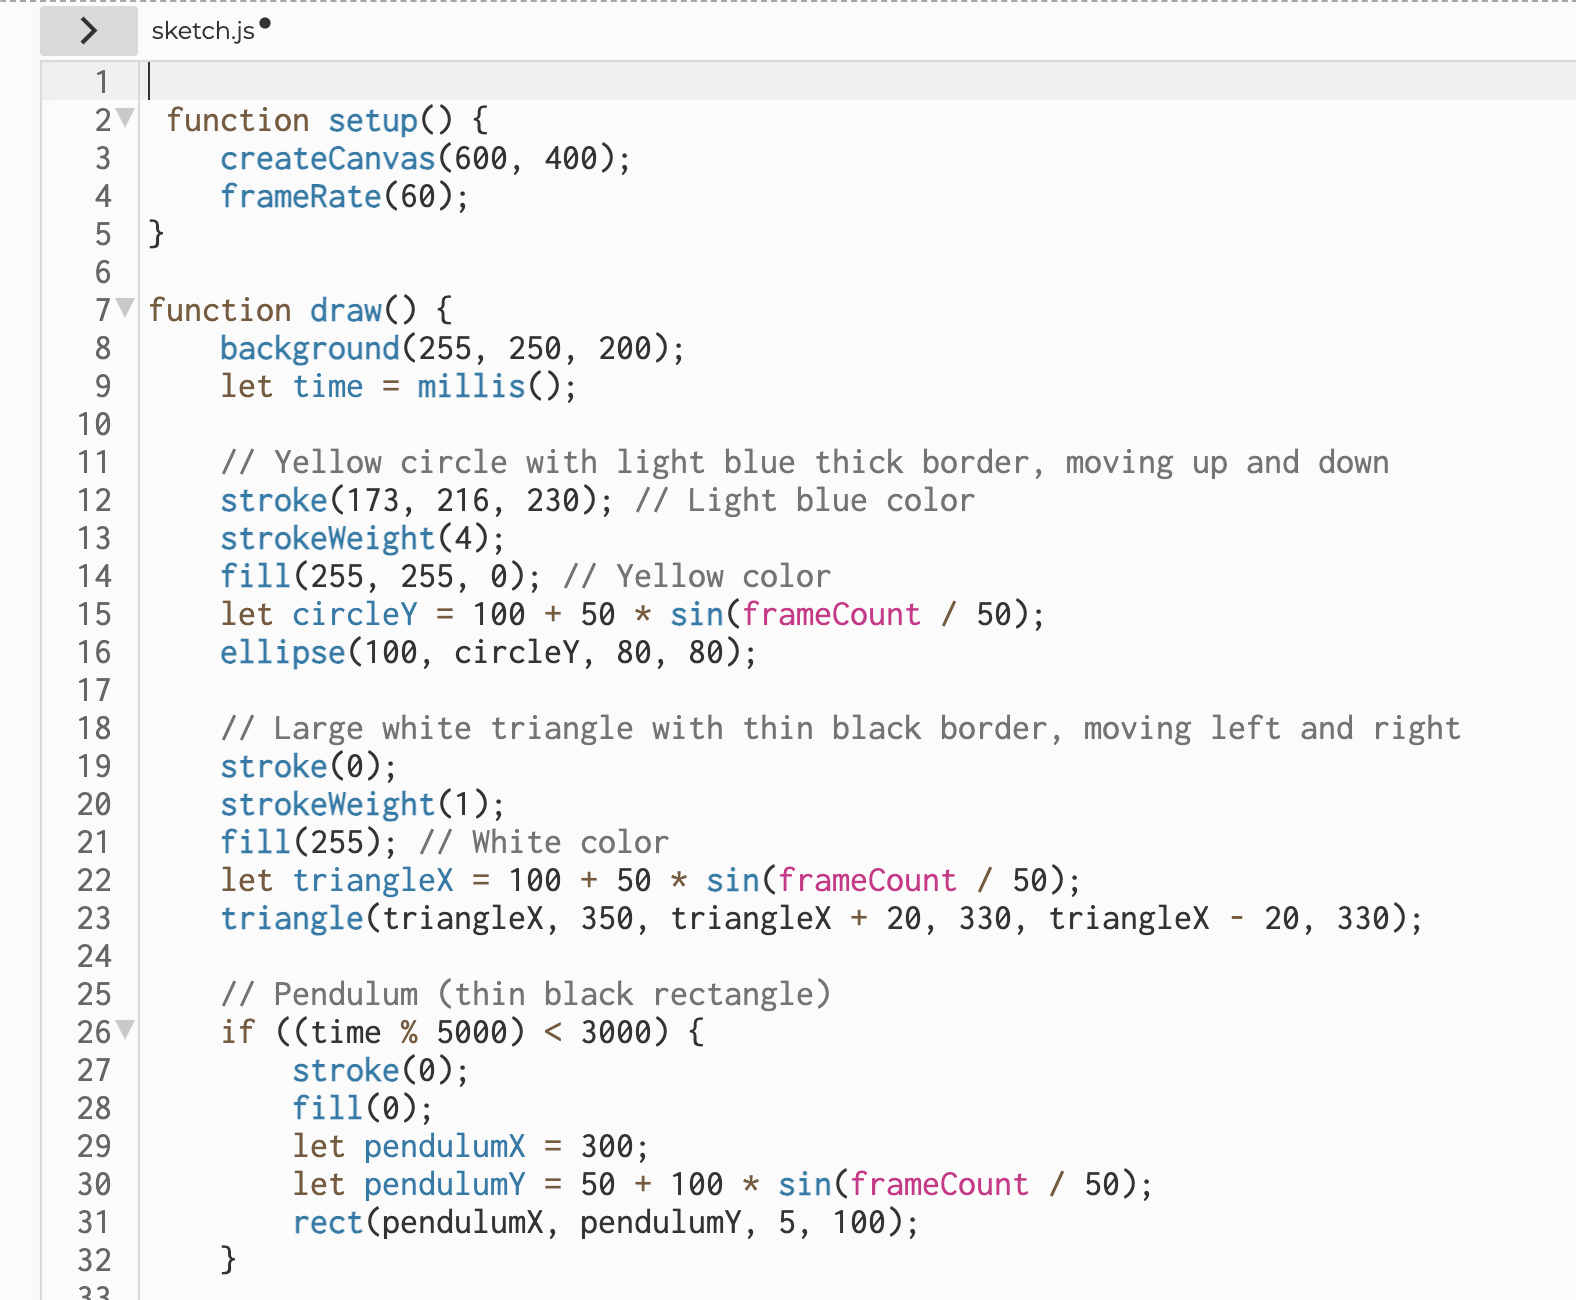 sketch.js
1
2 function setup() {
3     createCanvas(600, 400);
4     frameRate(60);
5 }
6
7 function draw() {
8     background(255, 250, 200);
9     let time = millis();
10
11     // Yellow circle with light blue thick border, moving up and down
12     stroke(173, 216, 230); // Light blue color
13     strokeWeight(4);
14     fill(255, 255, 0); // Yellow color
15     let circleY = 100 + 50 * sin(frameCount / 50);
16     ellipse(100, circleY, 80, 80);
17
18     // Large white triangle with thin black border, moving left and right
19     stroke(0);
20     strokeWeight(1);
21     fill(255); // White color
22     let triangleX = 100 + 50 * sin(frameCount / 50);
23     triangle(triangleX, 350, triangleX + 20, 330, triangleX - 20, 330);
24
25     // Pendulum (thin black rectangle)
26     if ((time % 5000) < 3000) {
27         stroke(0);
28         fill(0);
29         let pendulumX = 300;
30         let pendulumY = 50 + 100 * sin(frameCount / 50);
31         rect(pendulumX, pendulumY, 5, 100);
32     }
33